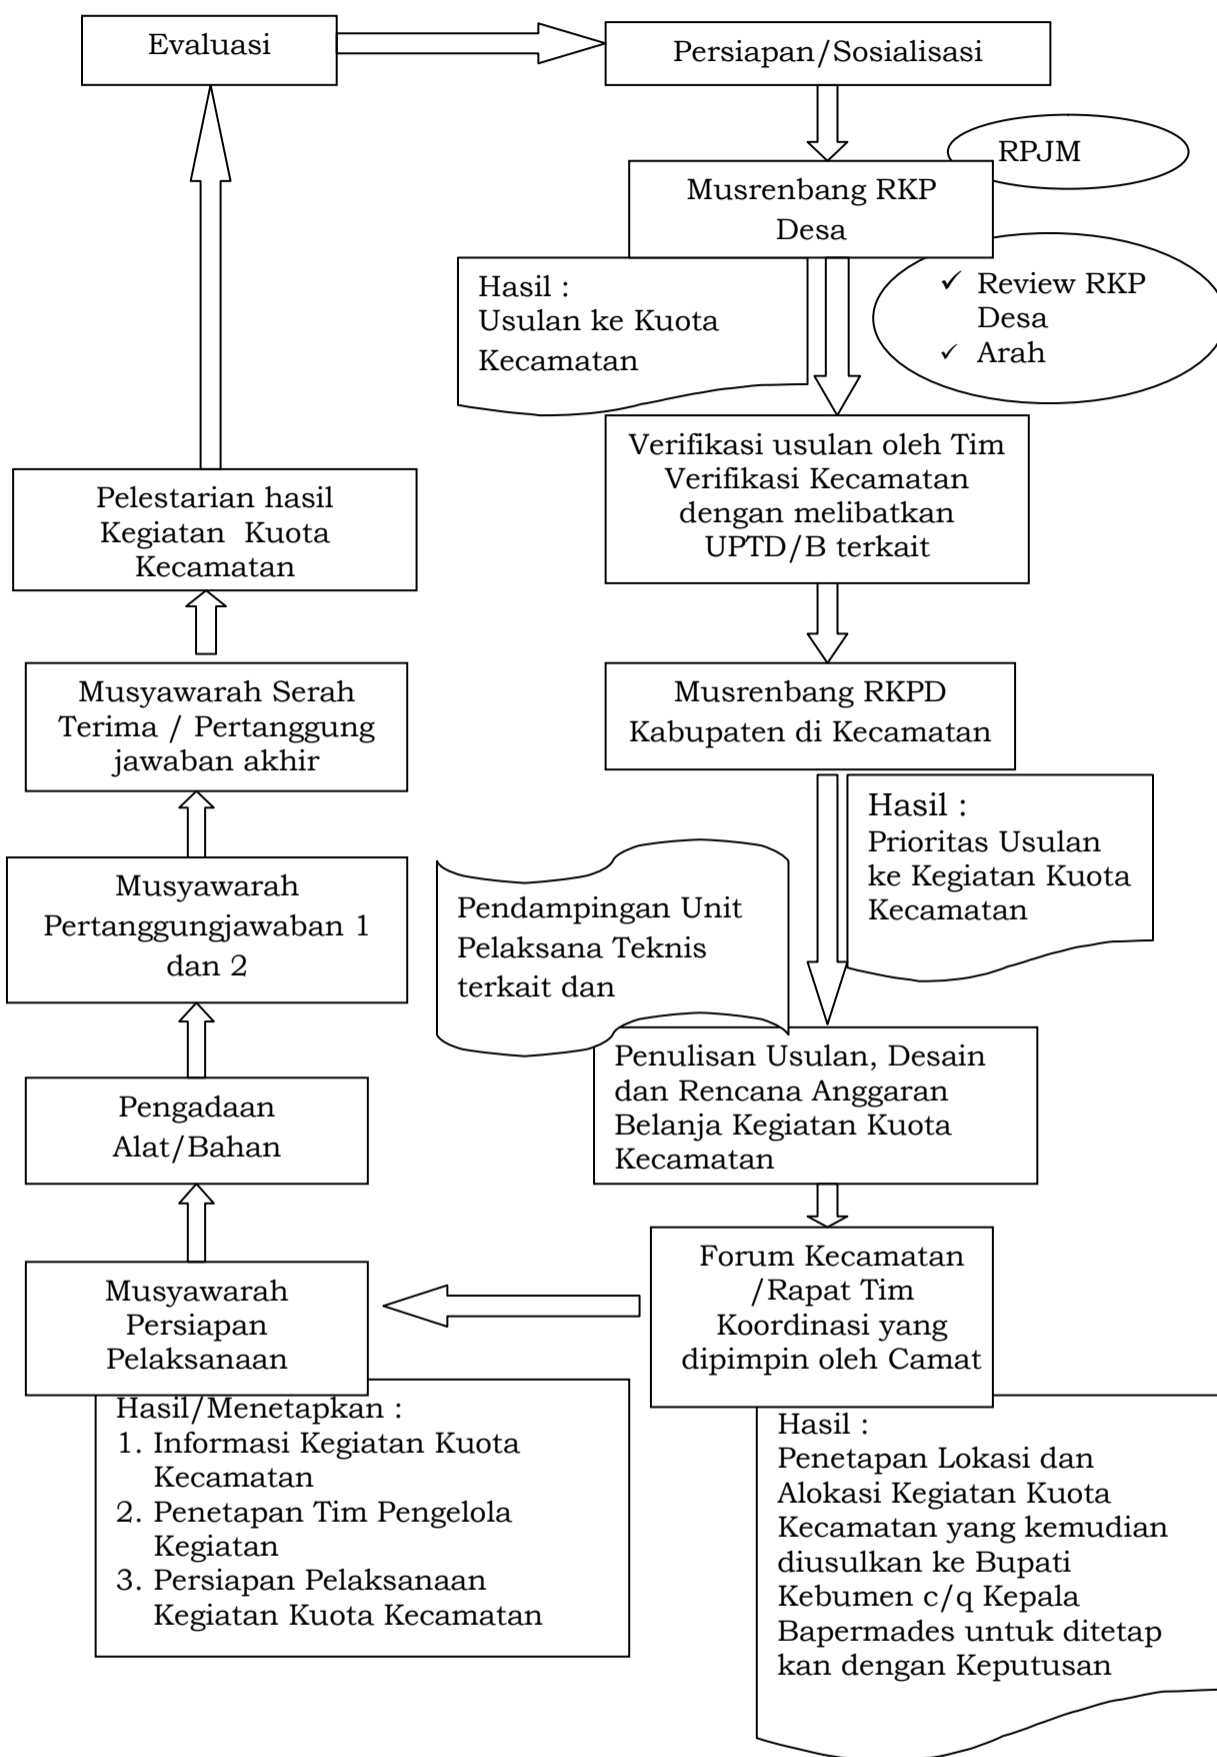 Evaluasi
Persiapan/Sosialisasi
RPJM
Musrenbang RKP
Desa
Hasil :
Usulan ke Kuota
Kecamatan
✓ Review RKP
Desa
✓ Arah
Verifikasi usulan oleh Tim
Verifikasi Kecamatan
dengan melibatkan
UPTD/B terkait
Pelestarian hasil
Kegiatan Kuota
Kecamatan
Musrenbang RKPD
Kabupaten di Kecamatan
Musyawarah Serah
Terima / Pertanggung
jawaban akhir
Hasil :
Prioritas Usulan
ke Kegiatan Kuota
Kecamatan
Musyawarah
Pertanggungjawaban 1
dan 2
Pendampingan Unit
Pelaksana Teknis
terkait dan
Penulisan Usulan, Desain
dan Rencana Anggaran
Belanja Kegiatan Kuota
Kecamatan
Pengadaan
Alat/Bahan
Forum Kecamatan
/Rapat Tim
Koordinasi yang
dipimpin oleh Camat
Musyawarah
Persiapan
Pelaksanaan
Hasil/Menetapkan :
1. Informasi Kegiatan Kuota
Kecamatan
2. Penetapan Tim Pengelola
Kegiatan
3. Persiapan Pelaksanaan
Kegiatan Kuota Kecamatan
Hasil :
Penetapan Lokasi dan
Alokasi Kegiatan Kuota
Kecamatan yang kemudian
diusulkan ke Bupati
Kebumen c/q Kepala
Bapermades untuk ditetap
kan dengan Keputusan